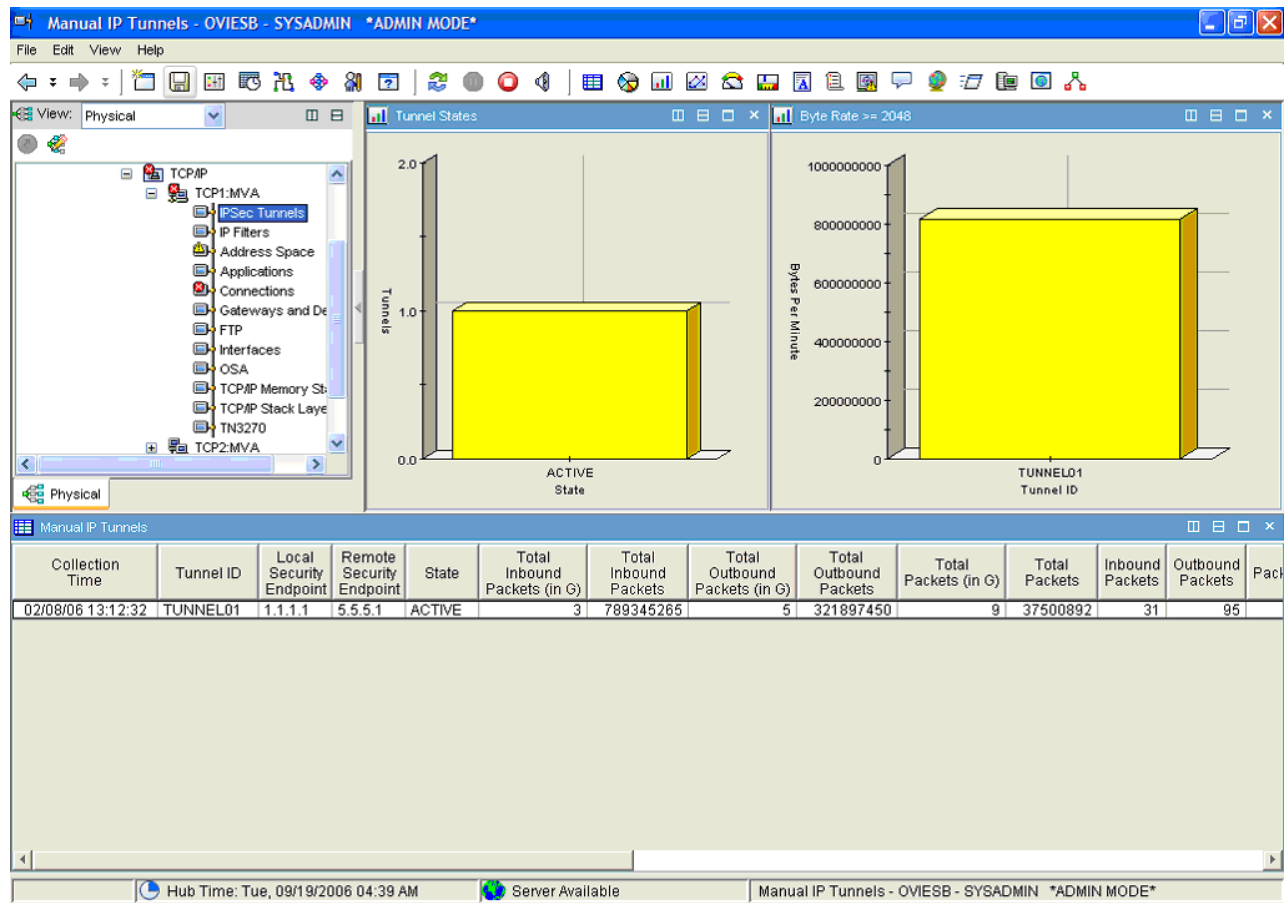 Manual IP Tunnels - OVIESB - SYSADMIN *ADMIN MODE*
File Edit View Help
View: Physical
TCP/IP
TCP1:MVA
IPSec Tunnels
IP Filters
Address Space
Applications
Connections
Gateways and De
FTP
Interfaces
OSA
TCP/IP Memory Sta
TCP/IP Stack Laye
TN3270
TCP2:MVA
Physical
Tunnel States
2.0
1.0
0.0
Tunnels
ACTIVE
State
Byte Rate >= 2048
1000000000
800000000
600000000
400000000
200000000
0
Bytes Per Minute
TUNNEL01
Tunnel ID
Manual IP Tunnels
Collection Time Tunnel ID Local Security Endpoint Remote Security Endpoint State Total Inbound Packets (in G) Total Inbound Packets Total Outbound Packets (in G) Total Outbound Packets Total Packets (in G) Total Packets Inbound Packets Outbound Packets Pack
02/08/06 13:12:32 TUNNEL01 1.1.1.1 5.5.5.1 ACTIVE 3 789345265 5 321897450 9 37500892 31 95
Hub Time: Tue, 09/19/2006 04:39 AM Server Available Manual IP Tunnels - OVIESB - SYSADMIN *ADMIN MODE*